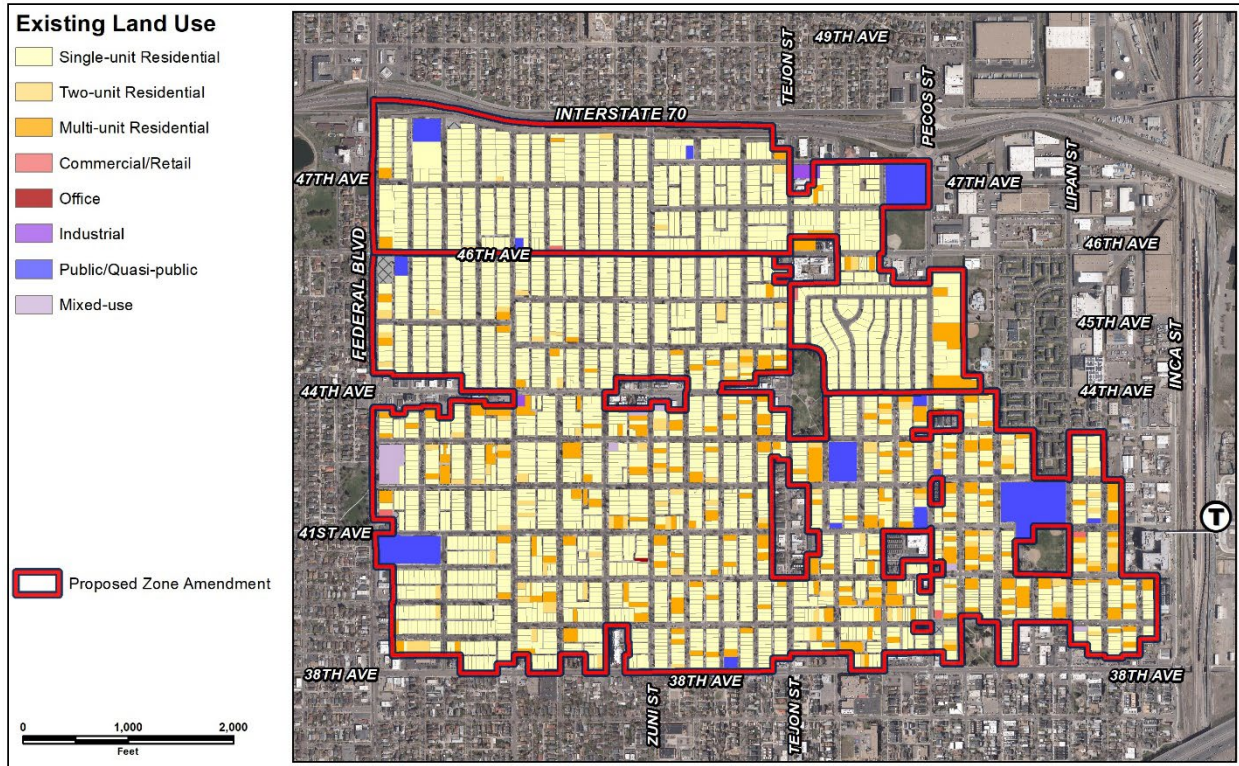 Existing Land Use
Single-unit Residential
Two-unit Residential
Multi-unit Residential
Commercial/Retail
Office
Industrial
Public/Quasi-public
Mixed-use
Proposed Zone Amendment
0 1,000 2,000
Feet
49TH AVE
TEJON ST
PECOS ST
INTERSTATE 70
LIPAN ST
47TH AVE
47TH AVE
46TH AVE
46TH AVE
FEDERAL BLVD
45TH AVE
INCA ST
44TH AVE
44TH AVE
41ST AVE
T
38TH AVE
38TH AVE
38TH AVE
ZUNI ST
TEJON ST